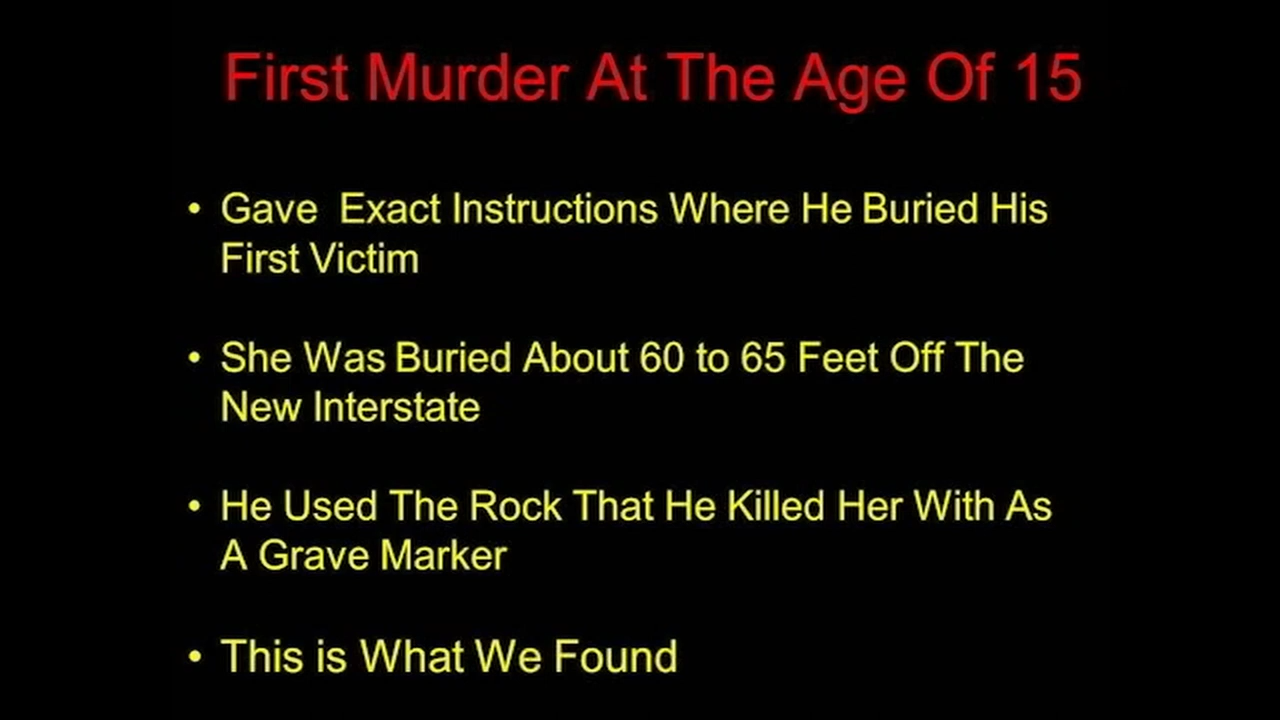 First Murder At The Age Of 15
• Gave  Exact Instructions Where He Buried His
First Victim
• She Was Buried About 60 to 65 Feet Off The
New Interstate
• He Used The Rock That He Killed Her With As
A Grave Marker
• This is What We Found